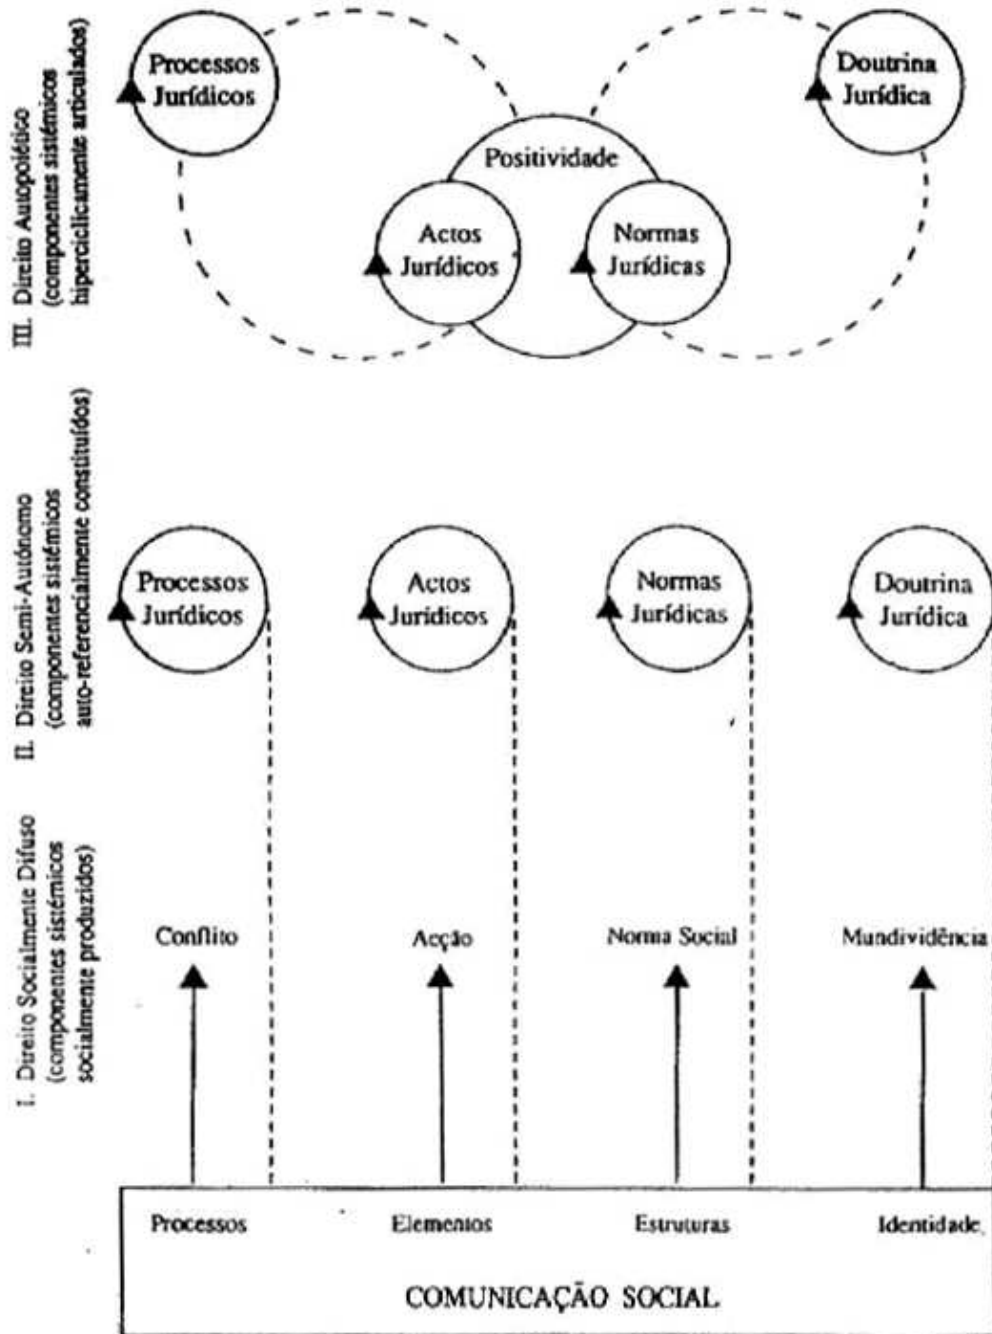 III. Direito Autopoiético
(componentes sistémicos
hiperciclicamente articulados)
Processos
Jurídicos
Doutrina
Jurídica
Positividade
Actos
Jurídicos
Normas
Jurídicas
II. Direito Semi-Autónomo
(componentes sistémicos
auto-referencialmente constituídos)
Processos
Jurídicos
Actos
Jurídicos
Normas
Jurídicas
Doutrina
Jurídica
I. Direito Socialmente Difuso
(componentes sistémicos
socialmente produzidos)
Conflito
Acção
Norma Social
Mundividência
Processos
Elementos
Estruturas
Identidade
COMUNICAÇÃO SOCIAL